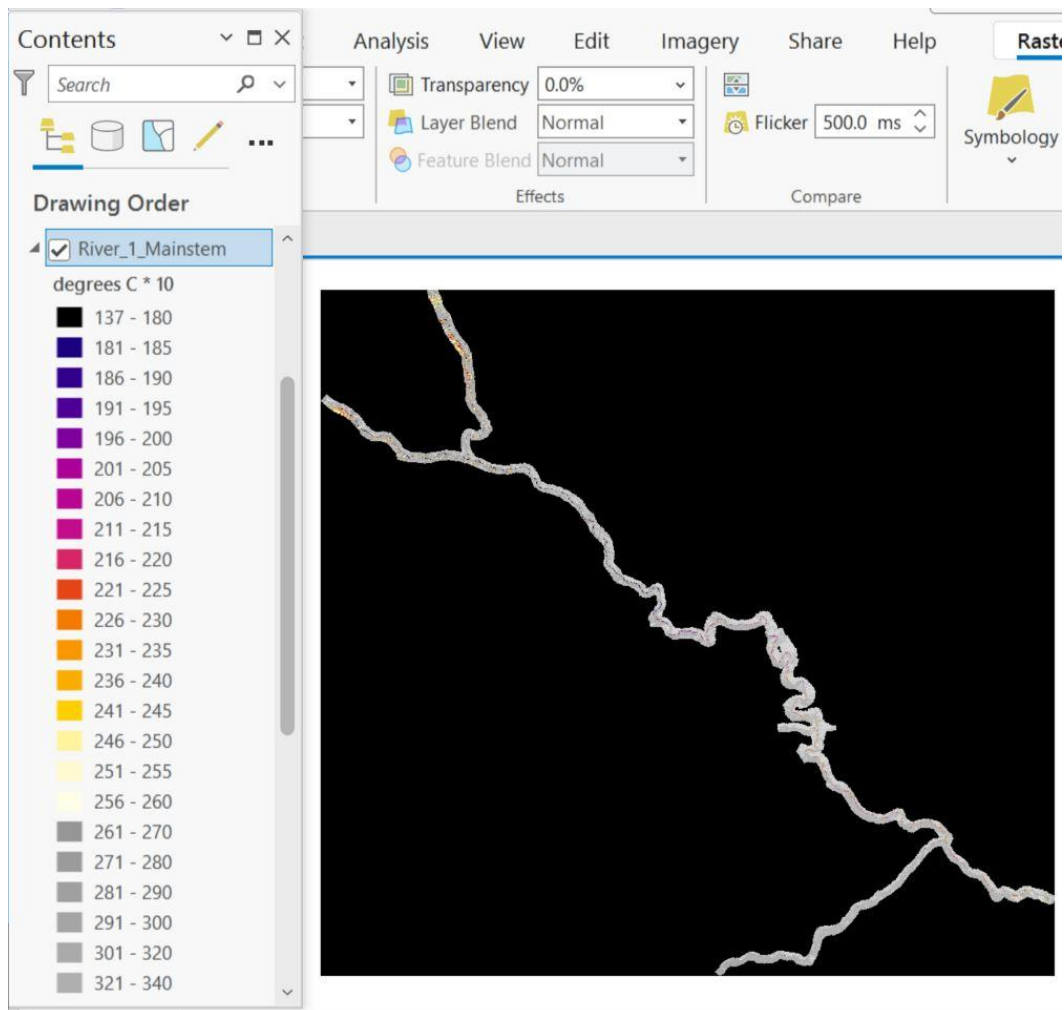 Contents
Search
Drawing Order
River_1_Mainstem
degrees C * 10
137 - 180
181 - 185
186 - 190
191 - 195
196 - 200
201 - 205
206 - 210
211 - 215
216 - 220
221 - 225
226 - 230
231 - 235
236 - 240
241 - 245
246 - 250
251 - 255
256 - 260
261 - 270
271 - 280
281 - 290
291 - 300
301 - 320
321 - 340
Analysis View Edit Imagery Share Help
Transparency 0.0%
Layer Blend Normal
Feature Blend Normal
Effects
Flicker 500.0 ms
Compare
Symbology